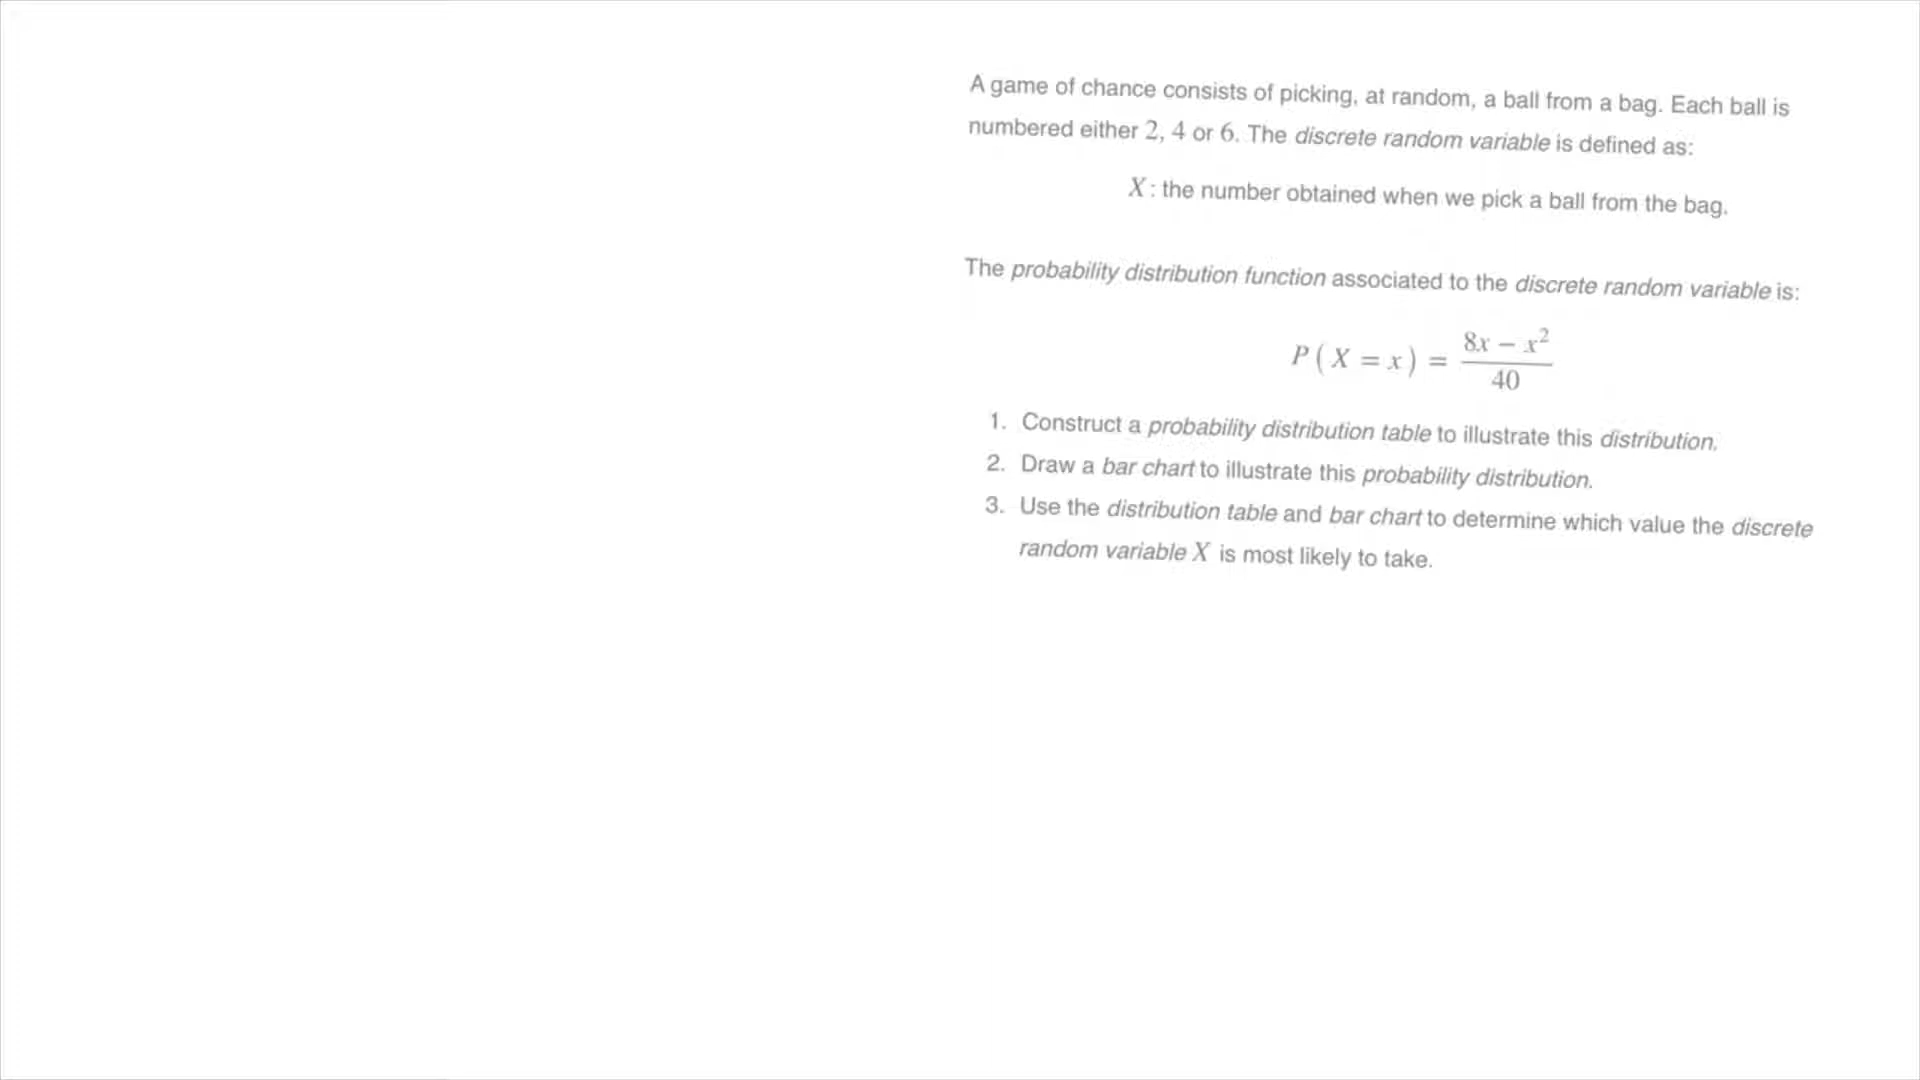 A game of chance consists of picking, at random, a ball from a bag. Each ball is
numbered either 2, 4 or 6. The discrete random variable is defined as:
X : the number obtained when we pick a ball from the bag.
The probability distribution function associated to the discrete random variable is:
P ( X = x ) = \frac{8x − x^2}{40}
1. Construct a probability distribution table to illustrate this distribution.
2. Draw a bar chart to illustrate this probability distribution.
3. Use the distribution table and bar chart to determine which value the discrete
random variable X is most likely to take.